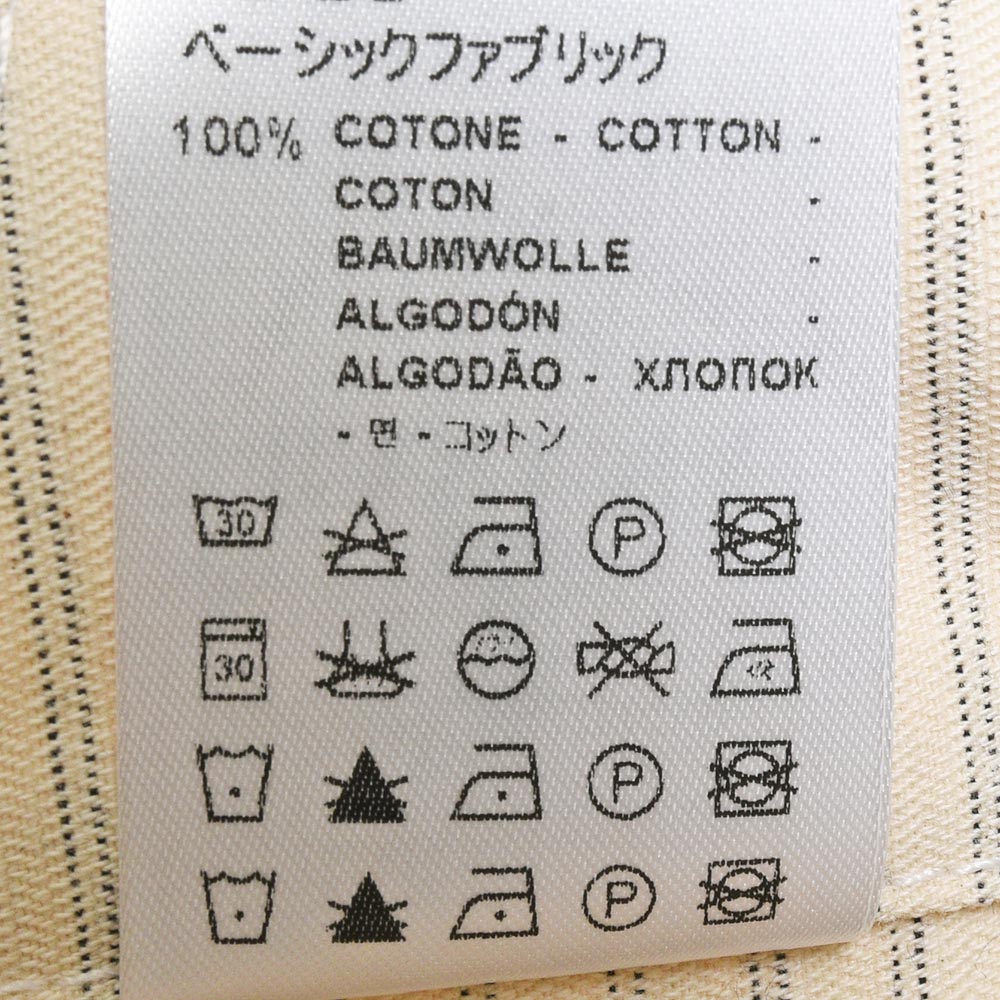 ベーシックファブリック
100% COTONE - COTTON -
COTON -
BAUMWOLLE -
ALGODÓN -
ALGODÃO - ХЛОПОК
- 면 - コットン
30 P
30
P
P